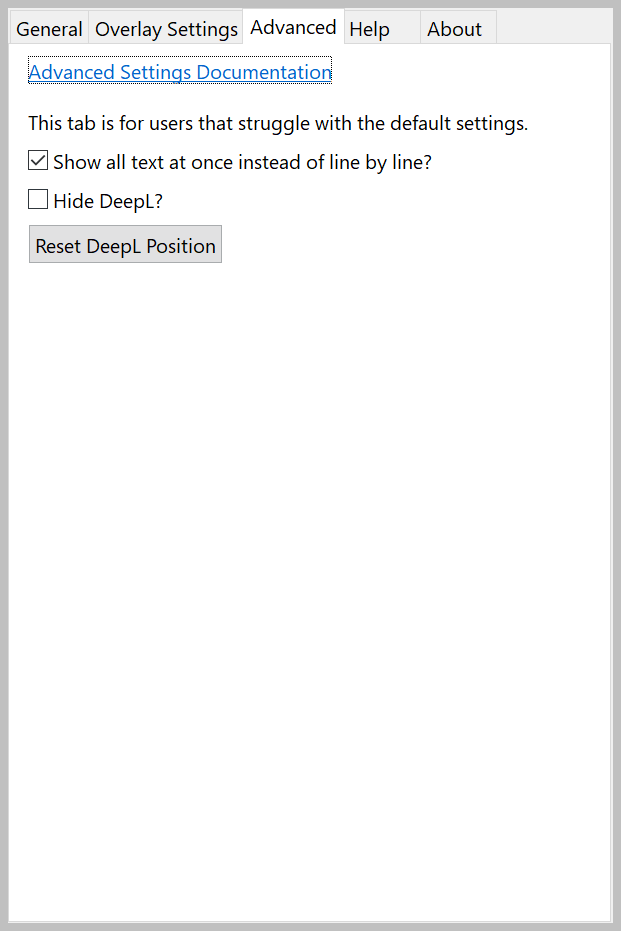 General Overlay Settings Advanced Help About
Advanced Settings Documentation
This tab is for users that struggle with the default settings.
Show all text at once instead of line by line?
Hide DeepL?
Reset DeepL Position